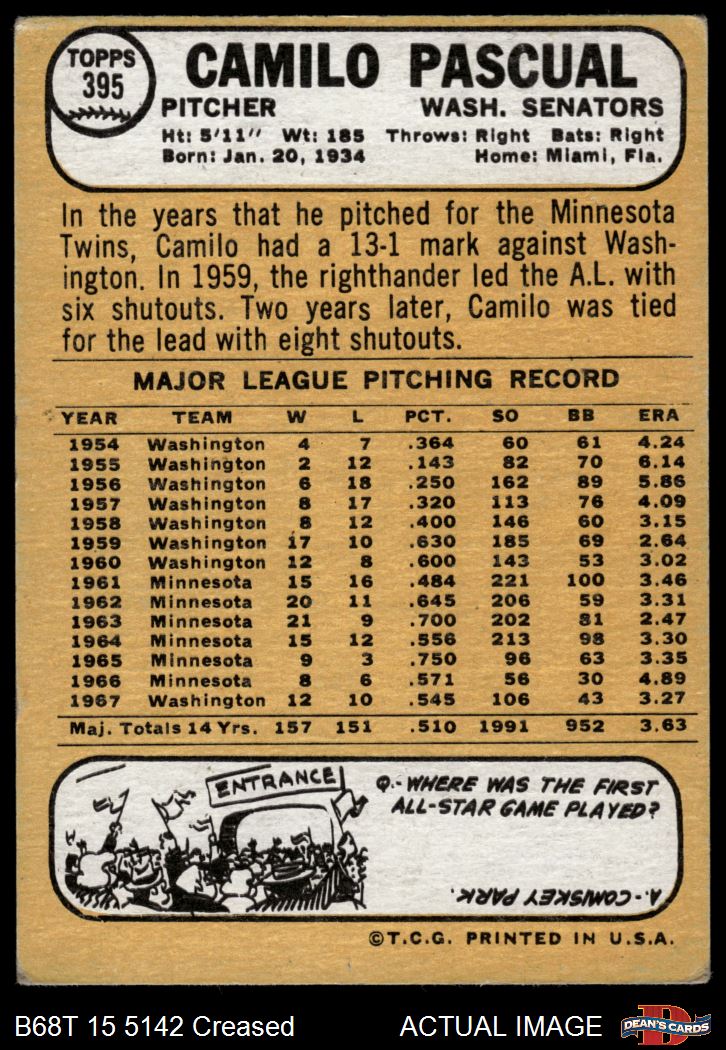 TOPPS
395
CAMILO PASCUAL
PITCHER WASH. SENATORS
Ht: 5'11" Wt: 185 Throws: Right Bats: Right
Born: Jan. 20, 1934 Home: Miami, Fla.
In the years that he pitched for the Minnesota
Twins, Camilo had a 13-1 mark against Wash-
ington. In 1959, the righthander led the A.L. with
six shutouts. Two years later, Camilo was tied
for the lead with eight shutouts.
MAJOR LEAGUE PITCHING RECORD
YEAR TEAM W L PCT. SO BB ERA
1954 Washington 4 7 .364 60 61 4.24
1955 Washington 2 12 .143 82 70 6.14
1956 Washington 6 18 .250 162 89 5.86
1957 Washington 8 17 .320 113 76 4.09
1958 Washington 8 12 .400 146 60 3.15
1959 Washington 17 10 .630 185 69 2.64
1960 Washington 12 8 .600 143 53 3.02
1961 Minnesota 15 16 .484 221 100 3.46
1962 Minnesota 20 11 .645 206 59 3.31
1963 Minnesota 21 9 .700 202 81 2.47
1964 Minnesota 15 12 .556 213 98 3.30
1965 Minnesota 9 3 .750 96 63 3.35
1966 Minnesota 8 6 .571 56 30 4.89
1967 Washington 12 10 .545 106 43 3.27
Maj. Totals 14 Yrs. 157 151 .510 1991 952 3.63
ENTRANCE
Q.-WHERE WAS THE FIRST
ALL-STAR GAME PLAYED?
A.-COMISKEY PARK.
©T.C.G. PRINTED IN U.S.A.
B68T 15 5142 Creased ACTUAL IMAGE
D
DEAN'S CARDS